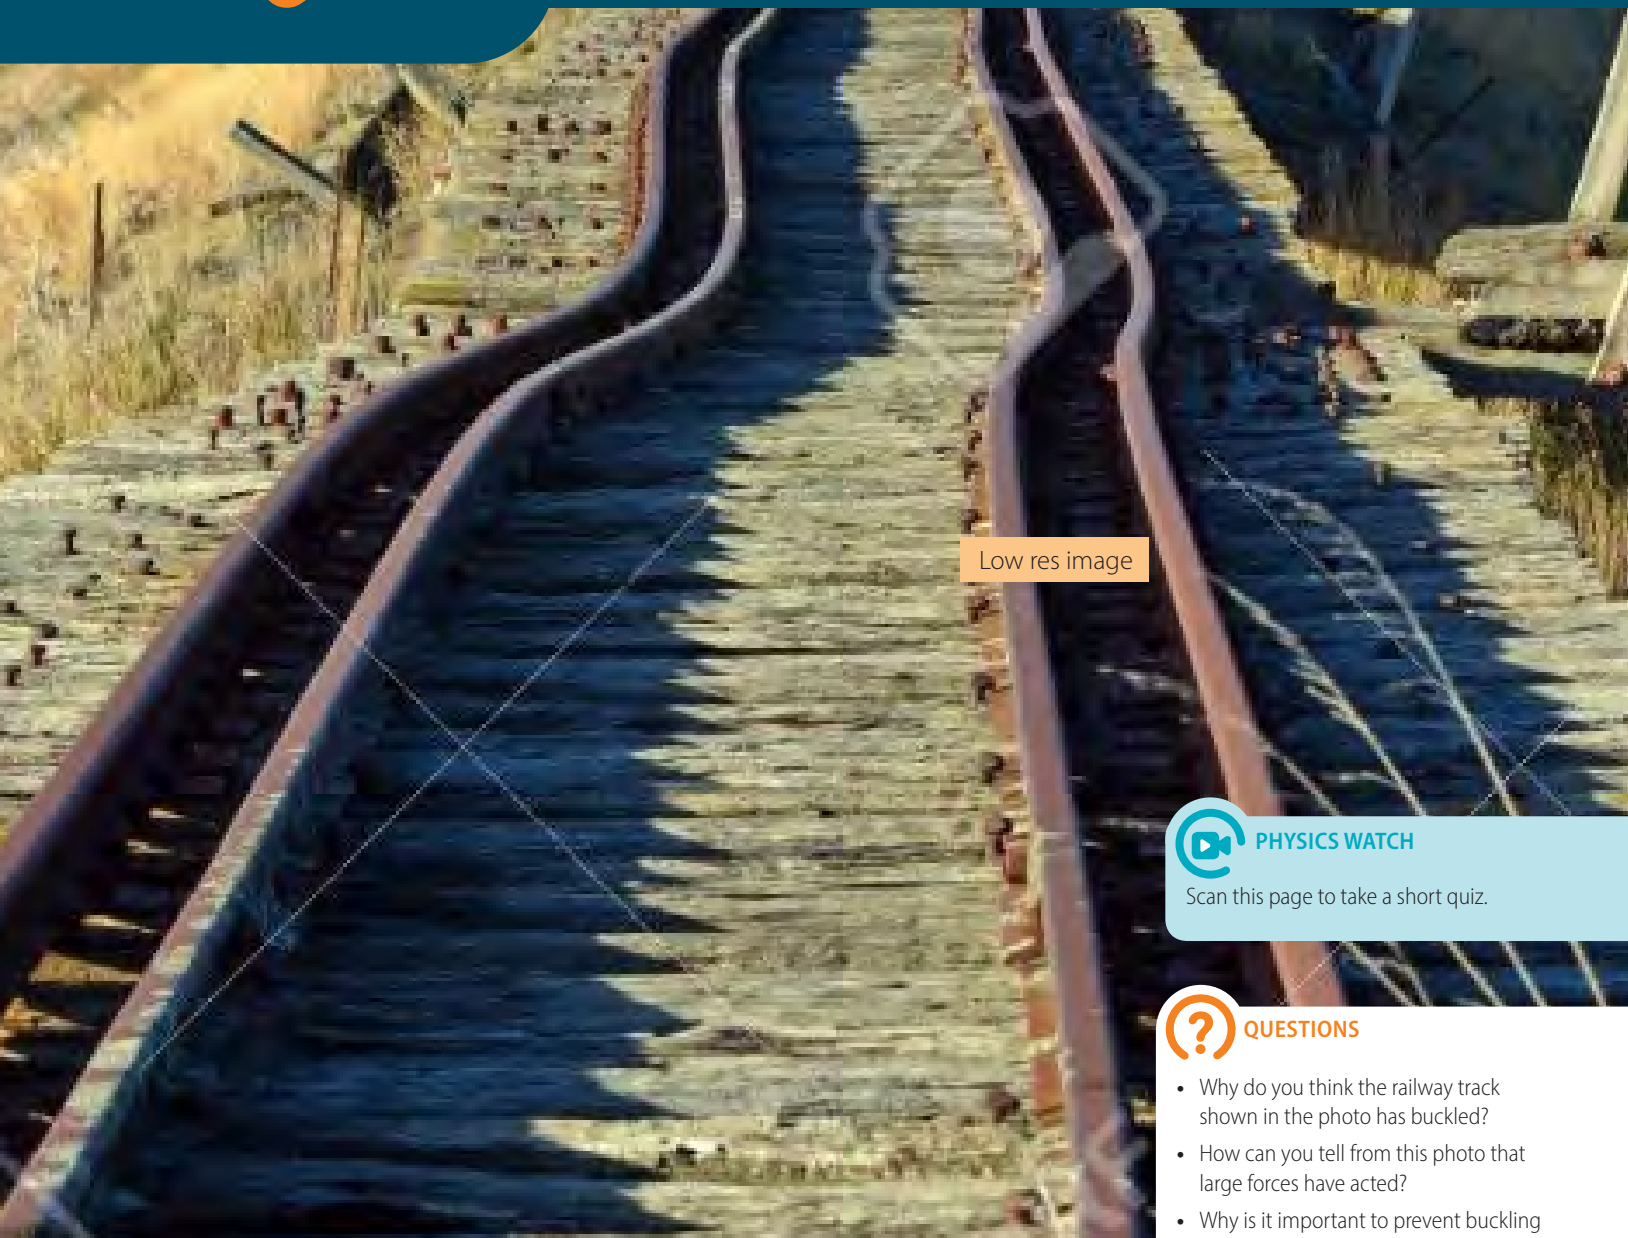 Low res image
PHYSICS WATCH
Scan this page to take a short quiz.
QUESTIONS
• Why do you think the railway track
shown in the photo has buckled?
• How can you tell from this photo that
large forces have acted?
• Why is it important to prevent buckling